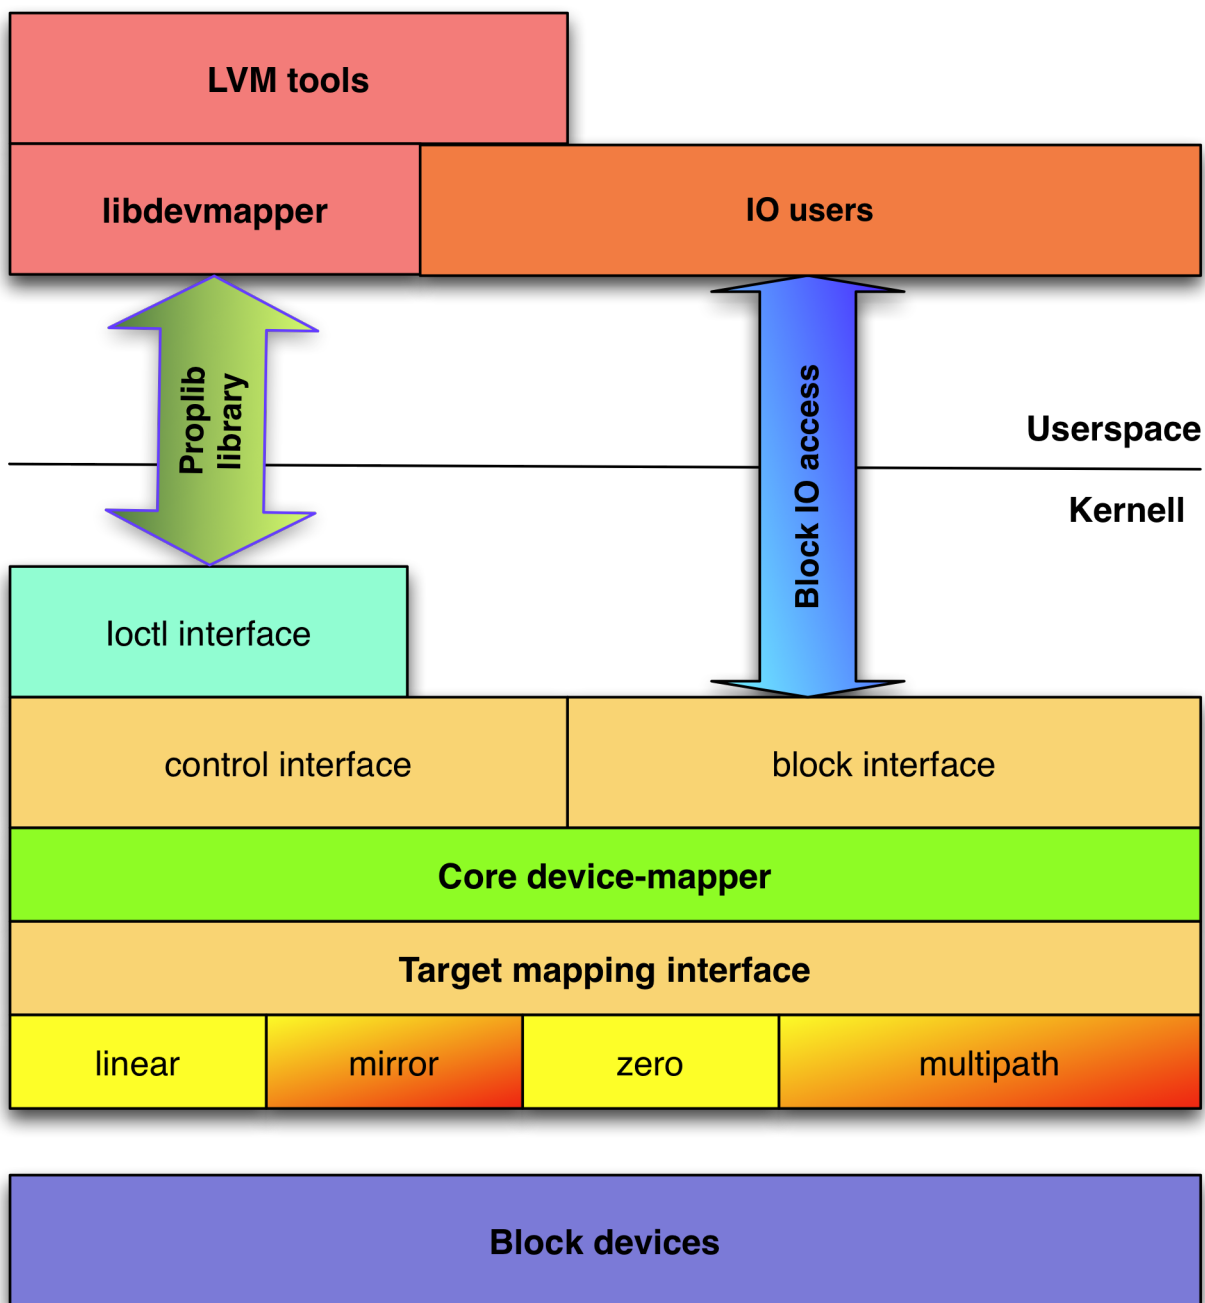 LVM tools
libdevmapper
IO users
Proplib
library
Block IO access
Userspace
Kernell
Ioctl interface
control interface
block interface
Core device-mapper
Target mapping interface
linear
mirror
zero
multipath
Block devices